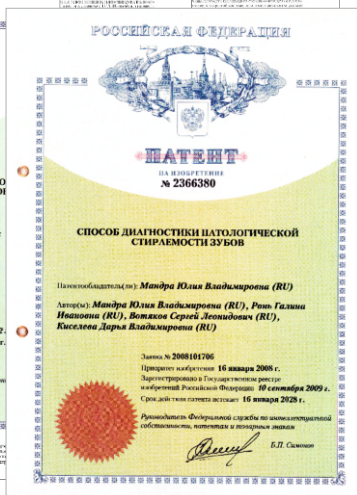 РОССИЙСКАЯ ФЕДЕРАЦИЯ
ПАТЕНТ
НА ИЗОБРЕТЕНИЕ
№ 2366380
СПОСОБ ДИАГНОСТИКИ ПАТОЛОГИЧЕСКОЙ
СТИРАЕМОСТИ ЗУБОВ
Патентообладатель(ли): Мандра Юлия Владимировна (RU)
Автор(ы): Мандра Юлия Владимировна (RU), Ронь Галина
Ивановна (RU), Вотяков Сергей Леонидович (RU),
Киселева Дарья Владимировна (RU)
Заявка № 2008101706
Приоритет изобретения 16 января 2008 г.
Зарегистрировано в Государственном реестре
изобретений Российской Федерации 10 сентября 2009 г.
Срок действия патента истекает 16 января 2028 г.
Руководитель Федеральной службы по интеллектуальной
собственности, патентам и товарным знакам
Б.П. Симонов